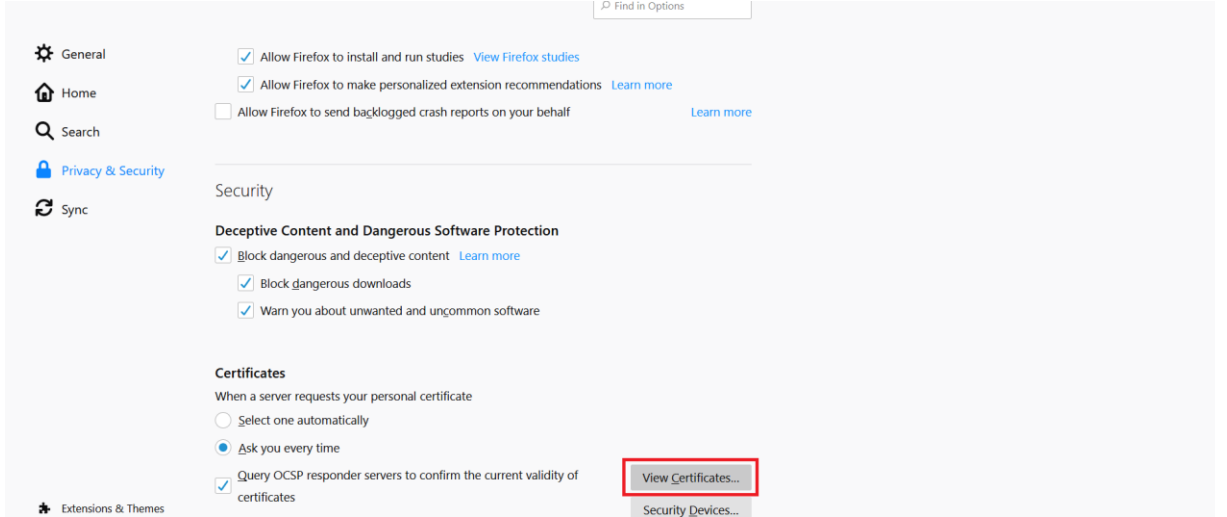 Find in Options
General
Home
Search
Privacy & Security
Sync
Extensions & Themes
Allow Firefox to install and run studies View Firefox studies
Allow Firefox to make personalized extension recommendations Learn more
Allow Firefox to send backlogged crash reports on your behalf Learn more
Security
Deceptive Content and Dangerous Software Protection
Block dangerous and deceptive content Learn more
Block dangerous downloads
Warn you about unwanted and uncommon software
Certificates
When a server requests your personal certificate
Select one automatically
Ask you every time
Query OCSP responder servers to confirm the current validity of
certificates
View Certificates...
Security Devices...